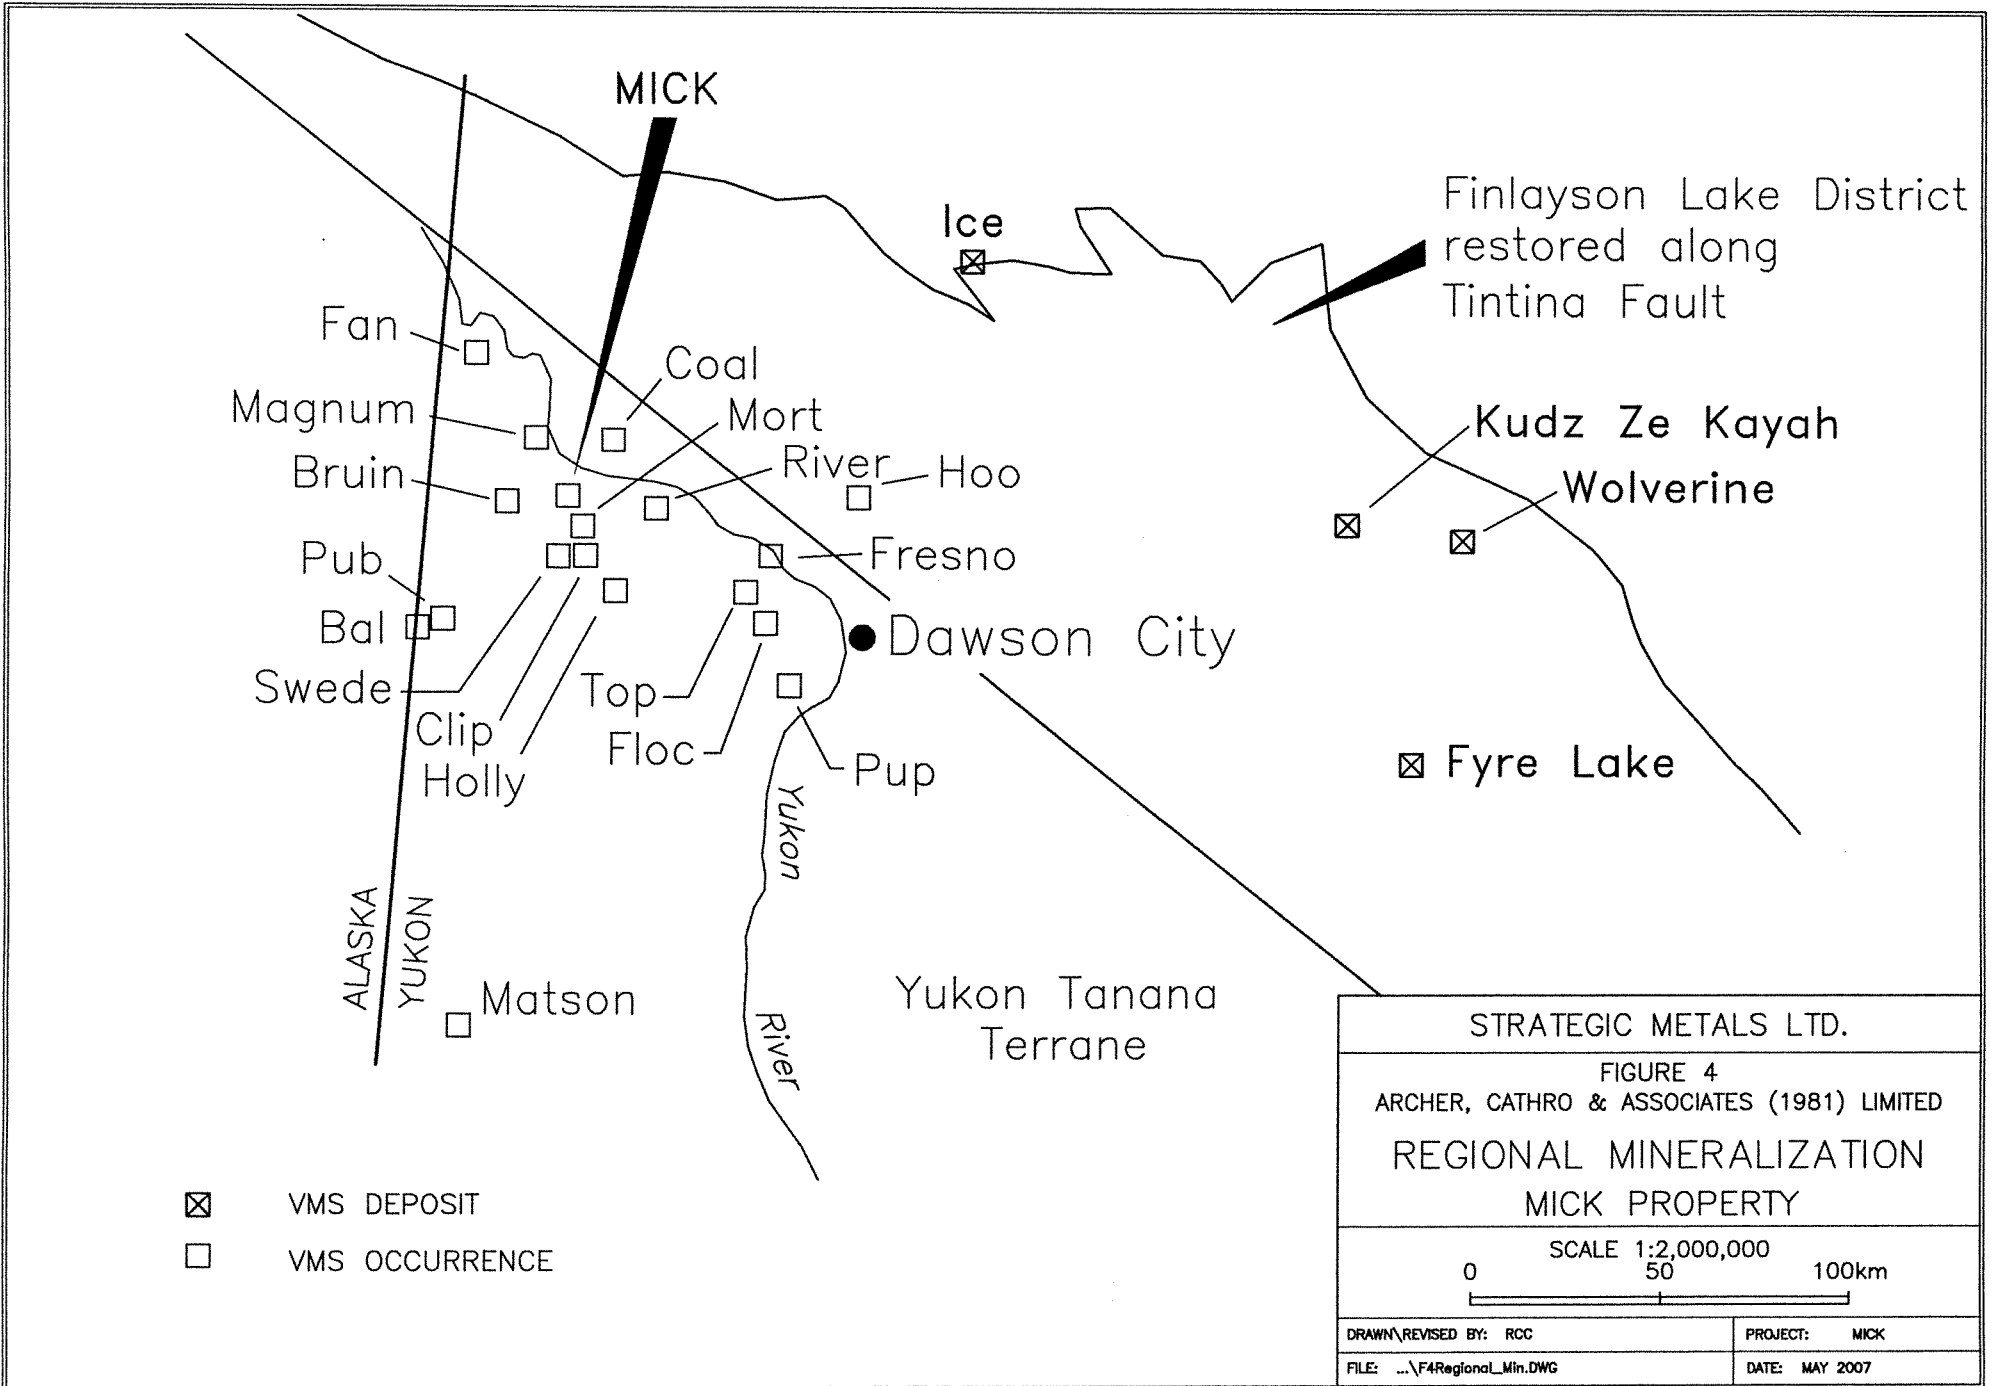 MICK
Ice
Finlayson Lake District
restored along
Tintina Fault
Fan
Coal
Magnum
Mort
Kudz Ze Kayah
Bruin
River
Hoo
Wolverine
Pub
Fresno
Bal
Dawson City
Swede
Top
Clip
Floc
Holly
Pup
Fyre Lake
Yukon
River
ALASKA
YUKON
Matson
Yukon Tanana
Terrane
VMS DEPOSIT
VMS OCCURRENCE
STRATEGIC METALS LTD.
FIGURE 4
ARCHER, CATHRO & ASSOCIATES (1981) LIMITED
REGIONAL MINERALIZATION
MICK PROPERTY
SCALE 1:2,000,000
0 50 100km
DRAWN\REVISED BY: RCC
PROJECT: MICK
FILE: ...\F4Regional_Min.DWG
DATE: MAY 2007